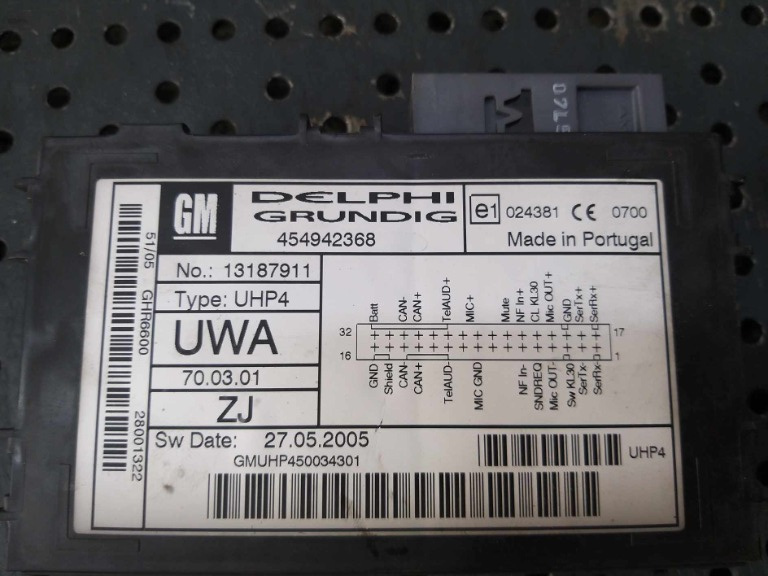 GM
DELPHI
GRUNDIG
454942368
e1 024381 CE 0700
Made in Portugal
No.: 13187911
Type: UHP4
UWA
70.03.01
ZJ
Sw Date: 27.05.2005
GMUHP450034301
UHP4
51/05 GHR6600 28001322
Batt CAN- CAN+ TelAUD+ MIC+ Mute NF In+ CL KL30 Mic OUT+ GND SerTx+ SerRx+
32 17
16 1
GND Shield CAN- CAN+ TelAUD- MIC GND NF In- SNDREQ Mic OUT- Sw KL30 SerTx- SerRx-